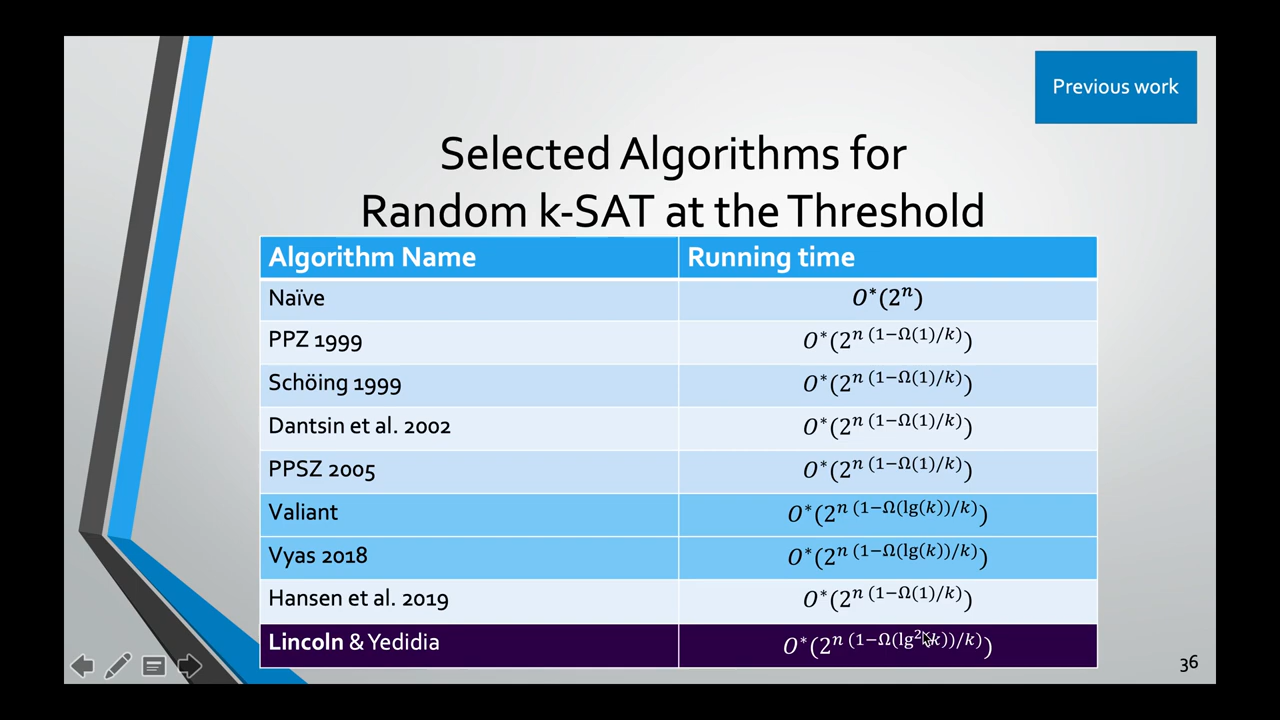 Previous work
Selected Algorithms for
Random k-SAT at the Threshold
Algorithm Name Running time
Naïve O*(2^n)
PPZ 1999 O*(2^{n (1−Ω(1)/k)})
Schöing 1999 O*(2^{n (1−Ω(1)/k)})
Dantsin et al. 2002 O*(2^{n (1−Ω(1)/k)})
PPSZ 2005 O*(2^{n (1−Ω(1)/k)})
Valiant O*(2^{n (1−Ω(lg(k))/k)})
Vyas 2018 O*(2^{n (1−Ω(lg(k))/k)})
Hansen et al. 2019 O*(2^{n (1−Ω(1)/k)})
Lincoln & Yedidia O*(2^{n (1−Ω(lg²(k))/k)})
36